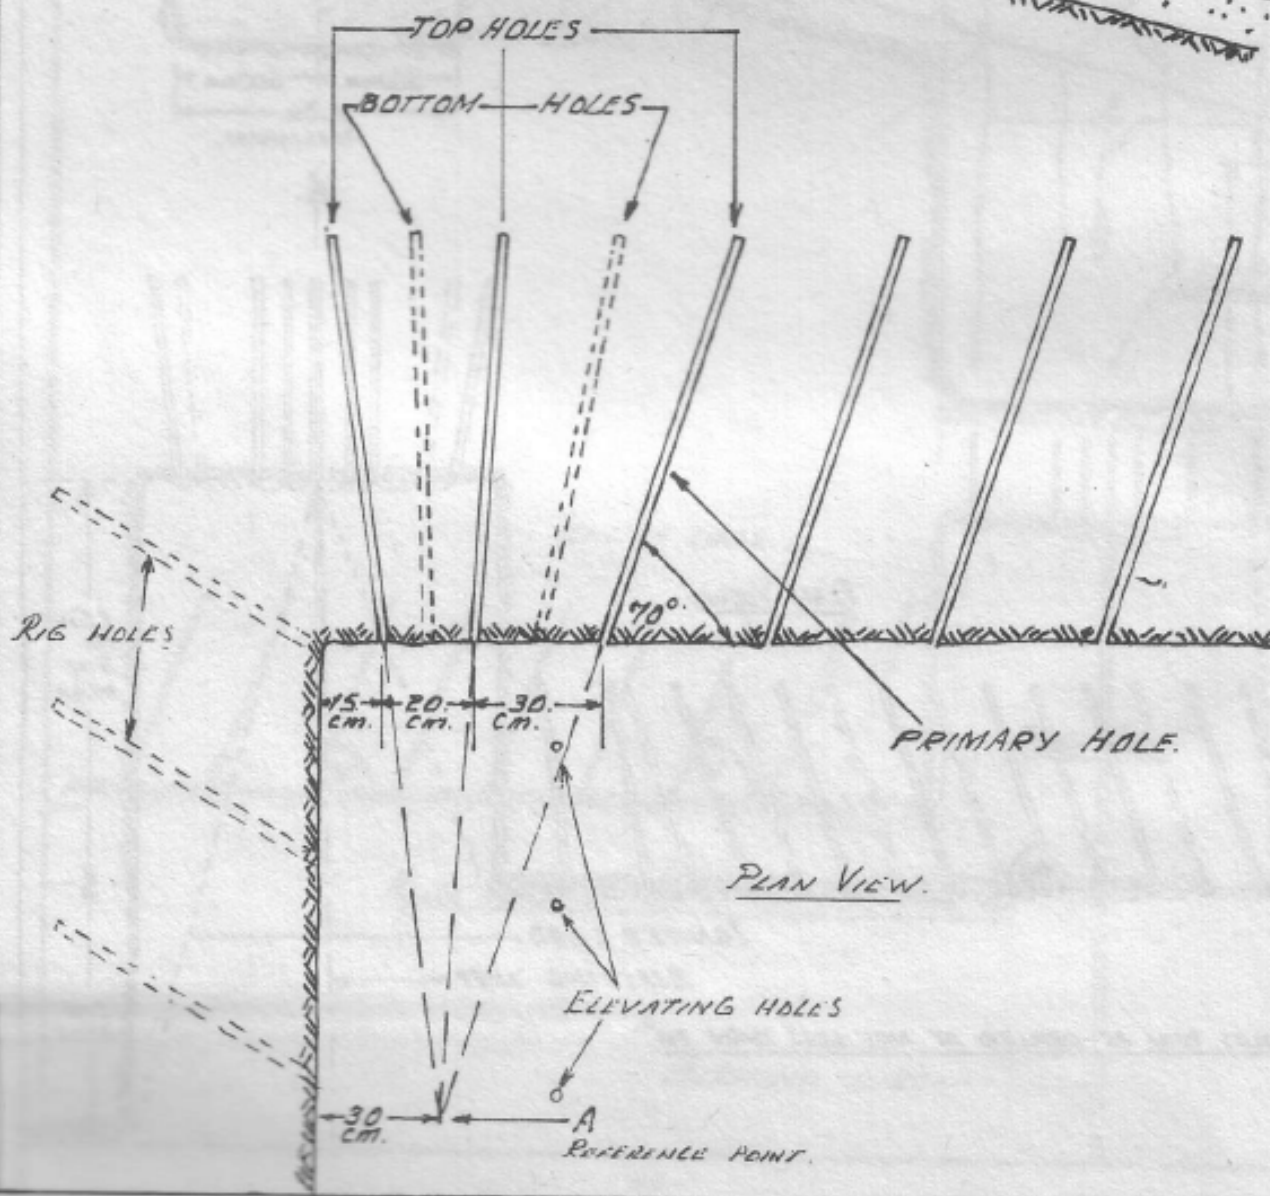 TOP HOLES
BOTTOM HOLES
RIG HOLES
70°
15 cm.
20 cm.
30 cm.
PRIMARY HOLE.
PLAN VIEW.
ELEVATING HOLES
30 cm.
A
REFERENCE POINT.